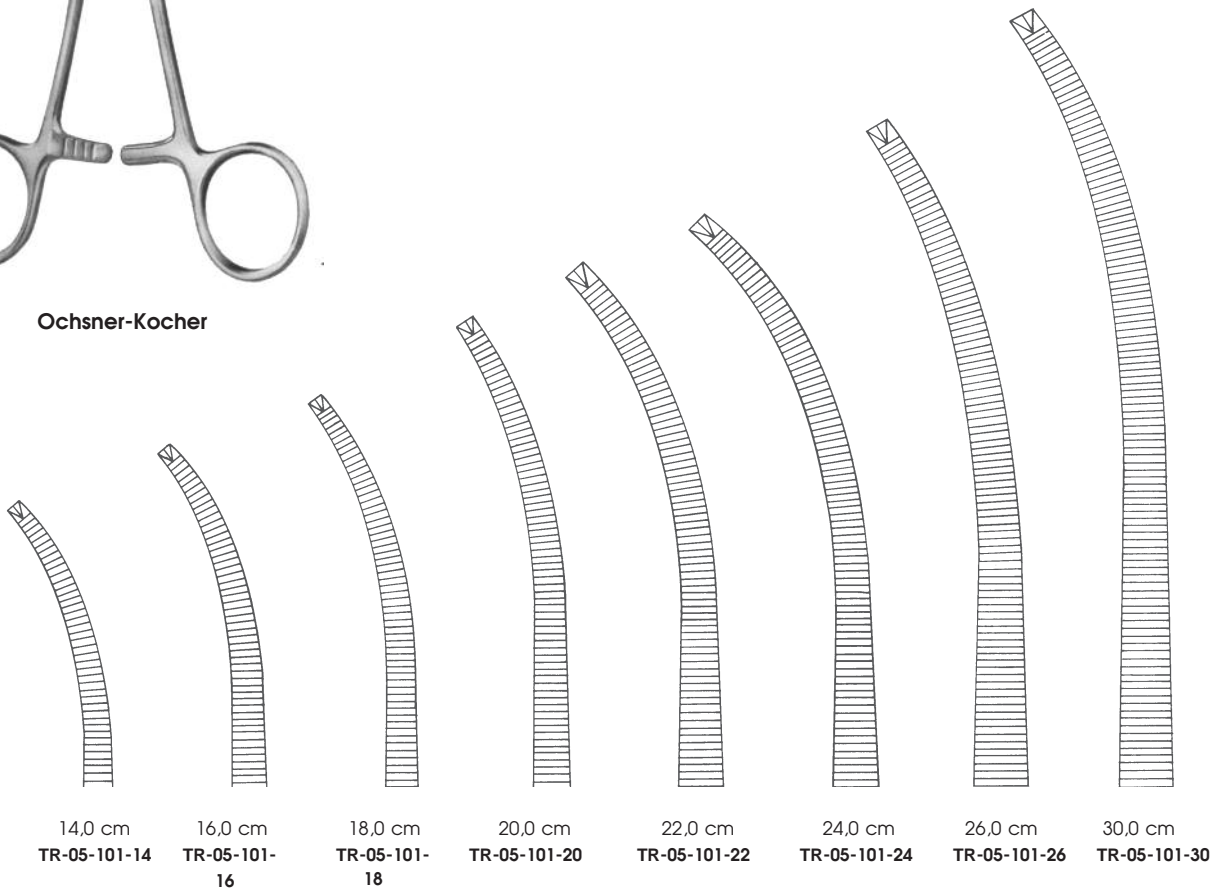 Ochsner-Kocher
14,0 cm 16,0 cm 18,0 cm 20,0 cm 22,0 cm 24,0 cm 26,0 cm 30,0 cm
TR-05-101-14 TR-05-101- TR-05-101- TR-05-101-20 TR-05-101-22 TR-05-101-24 TR-05-101-26 TR-05-101-30
16 18